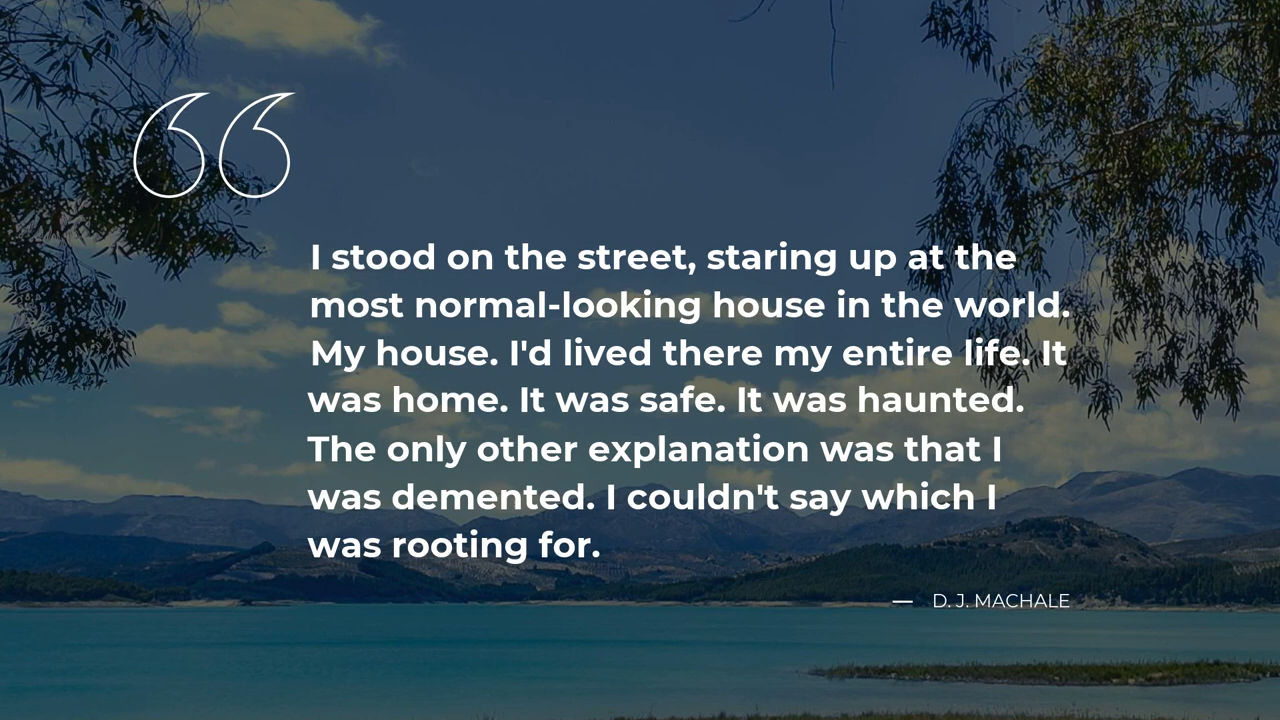 I stood on the street, staring up at the
most normal-looking house in the world.
My house. I'd lived there my entire life. It
was home. It was safe. It was haunted.
The only other explanation was that I
was demented. I couldn't say which I
was rooting for.
— D. J. MACHALE